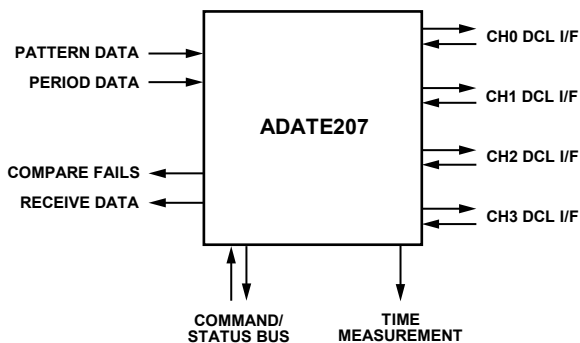 PATTERN DATA
PERIOD DATA
COMPARE FAILS
RECEIVE DATA
ADATE207
CH0 DCL I/F
CH1 DCL I/F
CH2 DCL I/F
CH3 DCL I/F
COMMAND/
STATUS BUS
TIME
MEASUREMENT